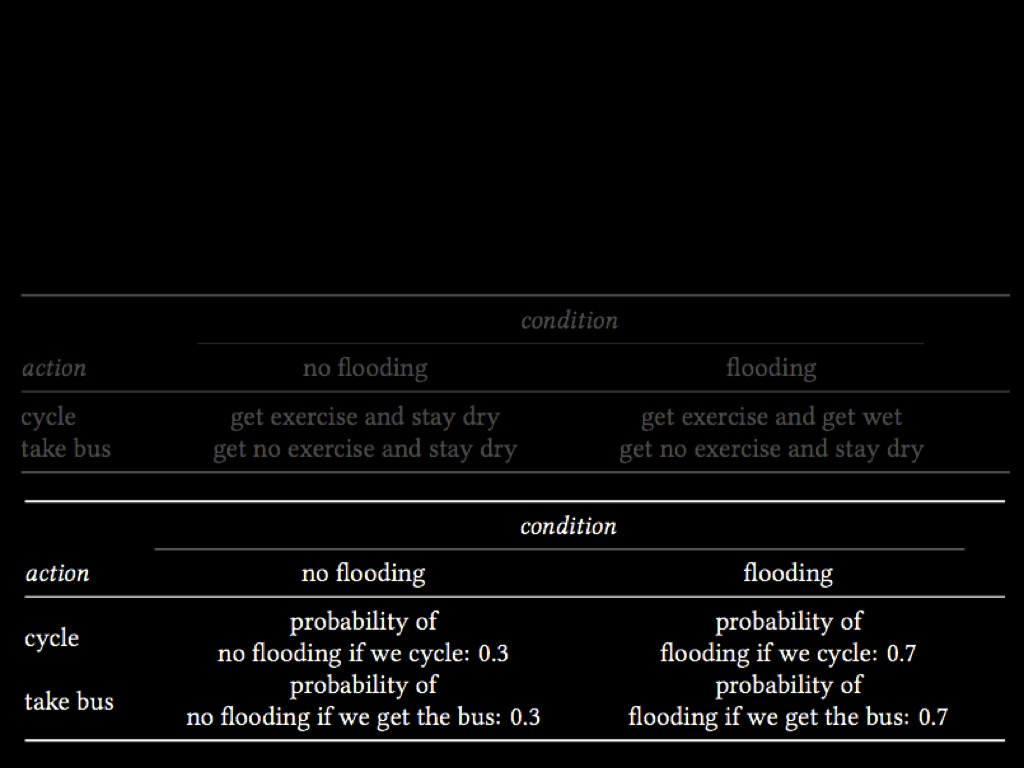 condition
action no flooding flooding
cycle get exercise and stay dry get exercise and get wet
take bus get no exercise and stay dry get no exercise and stay dry
condition
action no flooding flooding
cycle probability of no flooding if we cycle: 0.3 probability of flooding if we cycle: 0.7
take bus probability of no flooding if we get the bus: 0.3 probability of flooding if we get the bus: 0.7